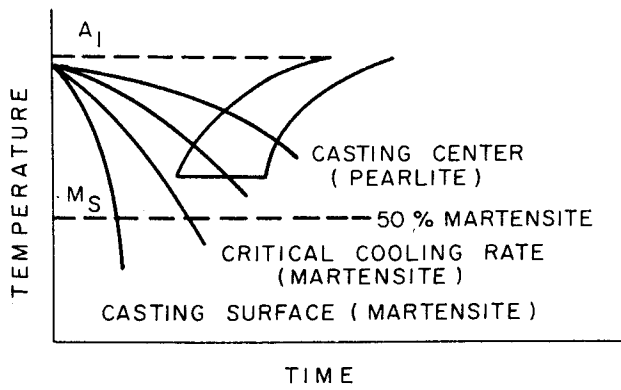 A1
TEMPERATURE
CASTING CENTER
(PEARLITE)
MS
50 % MARTENSITE
CRITICAL COOLING RATE
(MARTENSITE)
CASTING SURFACE (MARTENSITE)
TIME